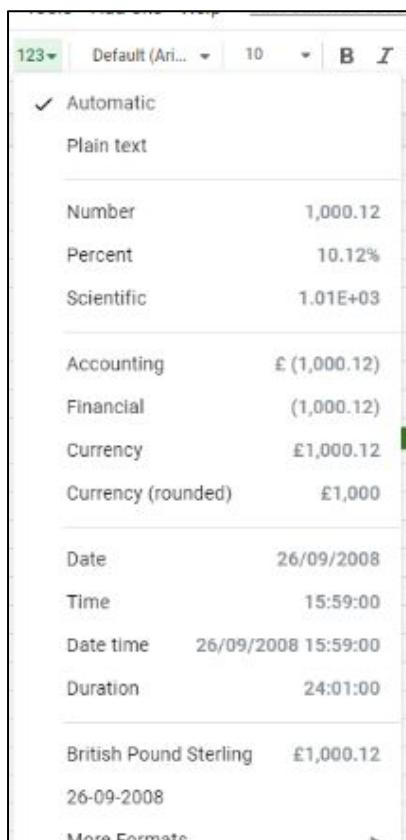 123 Default (Ari... 10 B I
Automatic
Plain text
Number 1,000.12
Percent 10.12%
Scientific 1.01E+03
Accounting £ (1,000.12)
Financial (1,000.12)
Currency £1,000.12
Currency (rounded) £1,000
Date 26/09/2008
Time 15:59:00
Date time 26/09/2008 15:59:00
Duration 24:01:00
British Pound Sterling £1,000.12
26-09-2008
More Formats